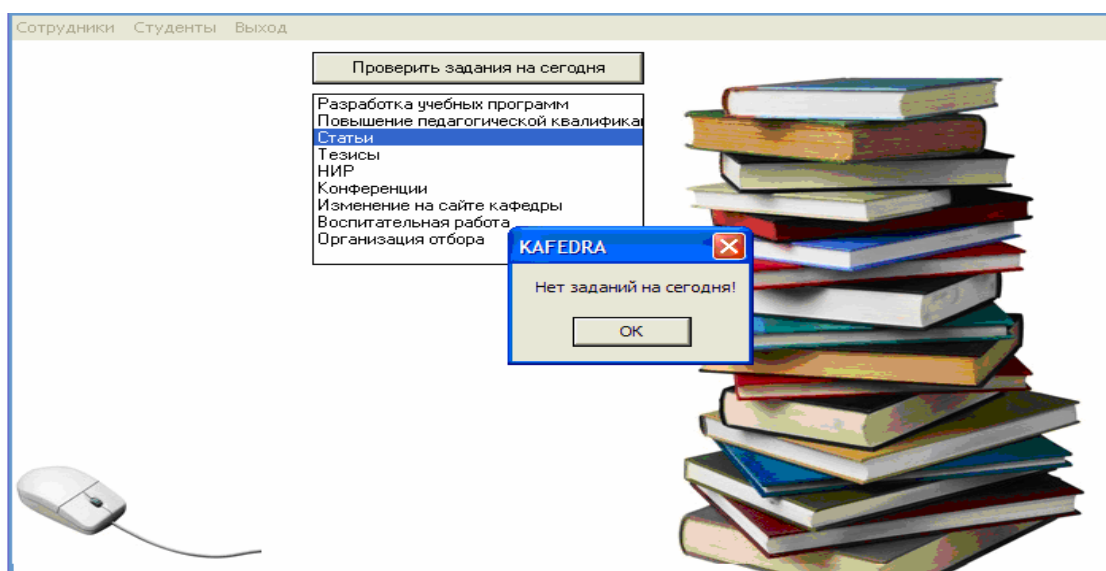 Сотрудники Студенты Выход
Проверить задания на сегодня
Разработка учебных программ
Повышение педагогической квалифика
Статьи
Тезисы
НИР
Конференции
Изменение на сайте кафедры
Воспитательная работа
Организация отбора
KAFEDRA
Нет заданий на сегодня!
OK